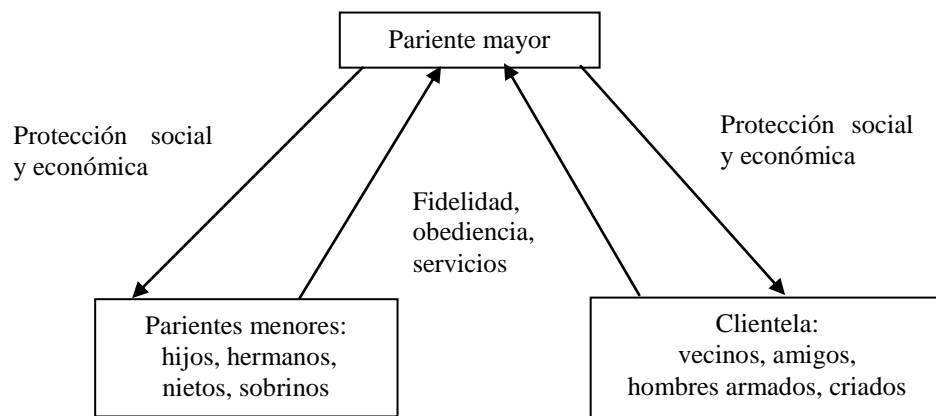 Pariente mayor
Protección social
y económica
Protección social
y económica
Fidelidad,
obediencia,
servicios
Parientes menores:
hijos, hermanos,
nietos, sobrinos
Clientela:
vecinos, amigos,
hombres armados, criados